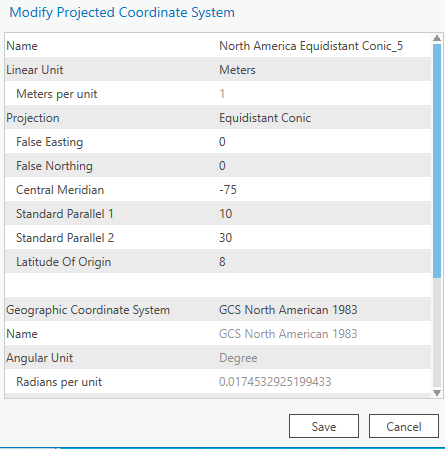 Modify Projected Coordinate System
Name North America Equidistant Conic_5
Linear Unit Meters
Meters per unit 1
Projection Equidistant Conic
False Easting 0
False Northing 0
Central Meridian -75
Standard Parallel 1 10
Standard Parallel 2 30
Latitude Of Origin 8
Geographic Coordinate System GCS North American 1983
Name GCS North American 1983
Angular Unit Degree
Radians per unit 0.0174532925199433
Save Cancel